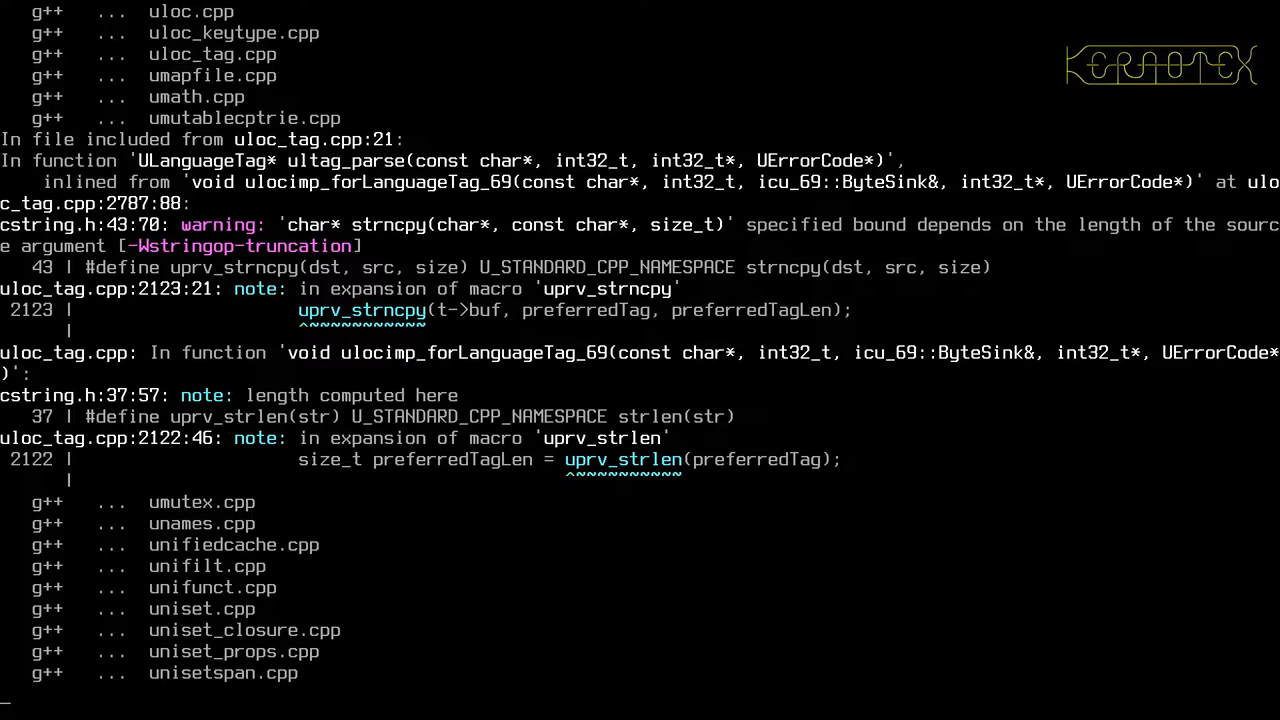 g++ ... uloc.cpp
g++ ... uloc_keytype.cpp
g++ ... uloc_tag.cpp
g++ ... umapfile.cpp
g++ ... umath.cpp
g++ ... umutablecptrie.cpp
In file included from uloc_tag.cpp:21:
In function 'ULanguageTag* ultag_parse(const char*, int32_t, int32_t*, UErrorCode*)',
inlined from 'void ulocimp_forLanguageTag_69(const char*, int32_t, icu_69::ByteSink&, int32_t*, UErrorCode*)' at ulo
c_tag.cpp:2787:88:
cstring.h:43:70: warning: 'char* strncpy(char*, const char*, size_t)' specified bound depends on the length of the sourc
e argument [-Wstringop-truncation]
43 | #define uprv_strncpy(dst, src, size) U_STANDARD_CPP_NAMESPACE strncpy(dst, src, size)
uloc_tag.cpp:2123:21: note: in expansion of macro 'uprv_strncpy'
2123 | uprv_strncpy(t->buf, preferredTag, preferredTagLen);
| ^~~~~~~~~~~~
uloc_tag.cpp: In function 'void ulocimp_forLanguageTag_69(const char*, int32_t, icu_69::ByteSink&, int32_t*, UErrorCode*
)':
cstring.h:37:57: note: length computed here
37 | #define uprv_strlen(str) U_STANDARD_CPP_NAMESPACE strlen(str)
uloc_tag.cpp:2122:46: note: in expansion of macro 'uprv_strlen'
2122 | size_t preferredTagLen = uprv_strlen(preferredTag);
| ^~~~~~~~~~~
g++ ... umutex.cpp
g++ ... unames.cpp
g++ ... unifiedcache.cpp
g++ ... unifilt.cpp
g++ ... unifunct.cpp
g++ ... uniset.cpp
g++ ... uniset_closure.cpp
g++ ... uniset_props.cpp
g++ ... unisetspan.cpp